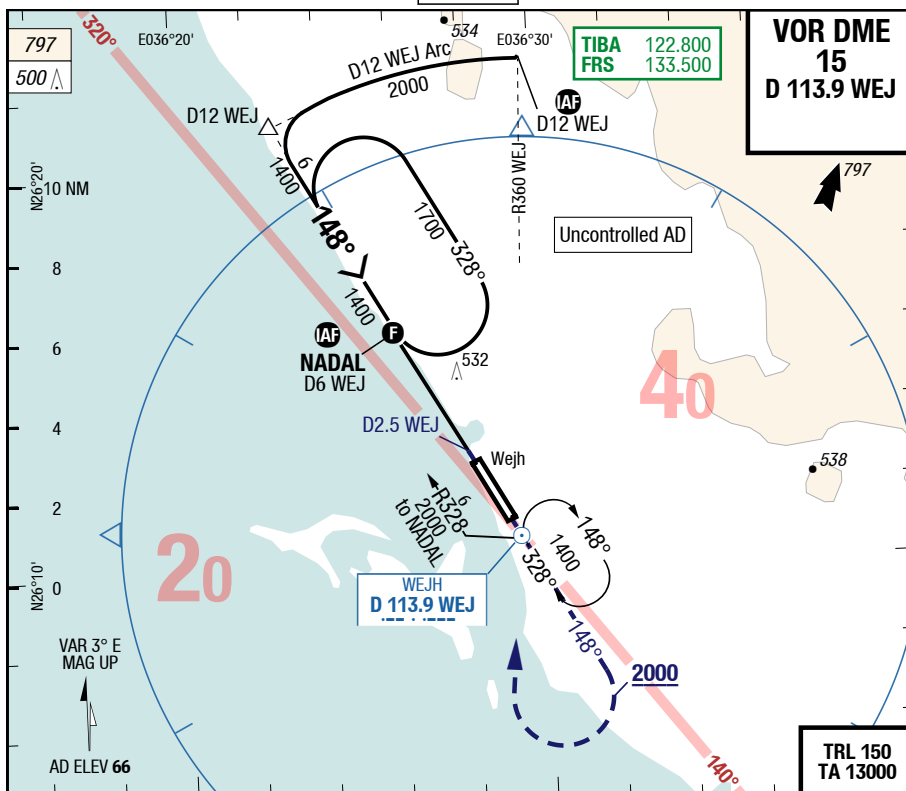 E036°20'
534
E036°30'
320°
797
500
D12 WEJ Arc
2000
TIBA 122.800
FRS 133.500
VOR DME
15
D 113.9 WEJ
IAF
D12 WEJ
D12 WEJ
6
1400
N26°20'
10 NM
R360 WEJ
797
148°
1700
328°
Uncontrolled AD
8
1400
6
IAF
F
NADAL
D6 WEJ
532
40
4
D2.5 WEJ
Wejh
538
R328
6
2000
to NADAL
2
148°
1400
328°
20
WEJH
D 113.9 WEJ
N26°10'
0
148°
VAR 3° E
MAG UP
2000
AD ELEV 66
140°
TRL 150
TA 13000